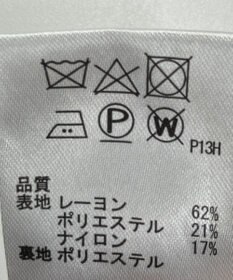 P
W
P13H
品質
表地 レーヨン 62%
ポリエステル 21%
ナイロン 17%
裏地 ポリエステル